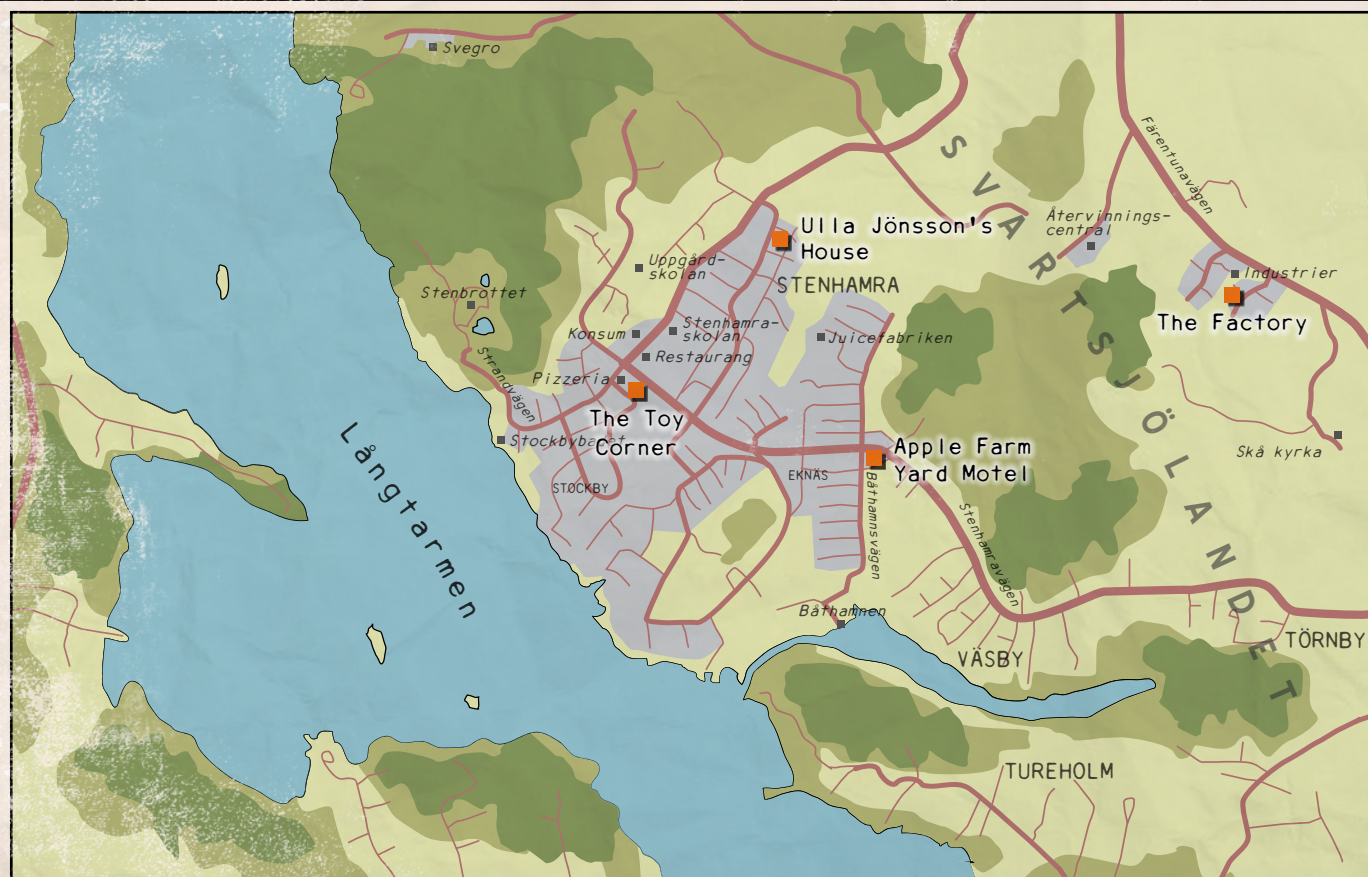 Svegro
SVARTSJÖLANDET
Färentunavägen
Återvinnings-
central
Ulla Jönsson's
House
Uppgård-
skolan
Industrier
STENHAMRA
Stenbrottet
The Factory
Stenhamra-
skolan
Konsum
Juicefabriken
Restaurang
Strandvägen
Pizzeria
The Toy
Corner
Stockbybadet
Långtarmen
Apple Farm
Yard Motel
Skå kyrka
EKNÄS
STOCKBY
Båthamnsvägen
Stenhamravägen
Båthamnen
TÖRNBY
VÄSBY
TUREHOLM